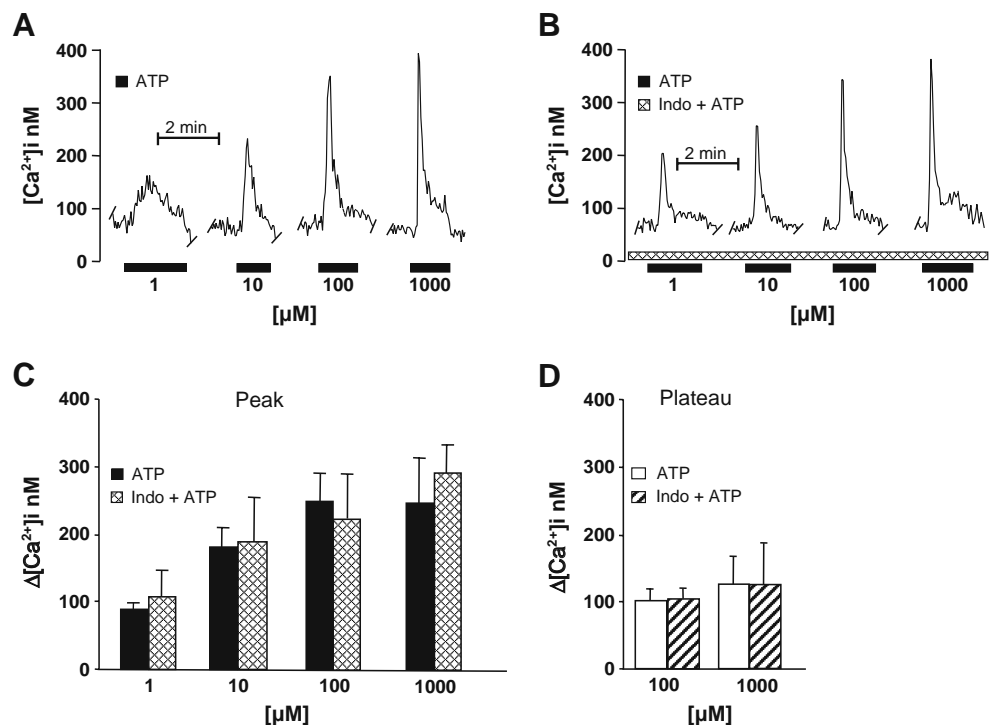 A
400
300
200
100
0
[Ca²⁺]i nM
ATP
2 min
1 10 100 1000
[µM]
B
400
300
200
100
0
[Ca²⁺]i nM
ATP
Indo + ATP
2 min
1 10 100 1000
[µM]
C
Peak
400
300
200
100
0
Δ[Ca²⁺]i nM
ATP
Indo + ATP
1 10 100 1000
[µM]
D
Plateau
400
300
200
100
0
Δ[Ca²⁺]i nM
ATP
Indo + ATP
100 1000
[µM]